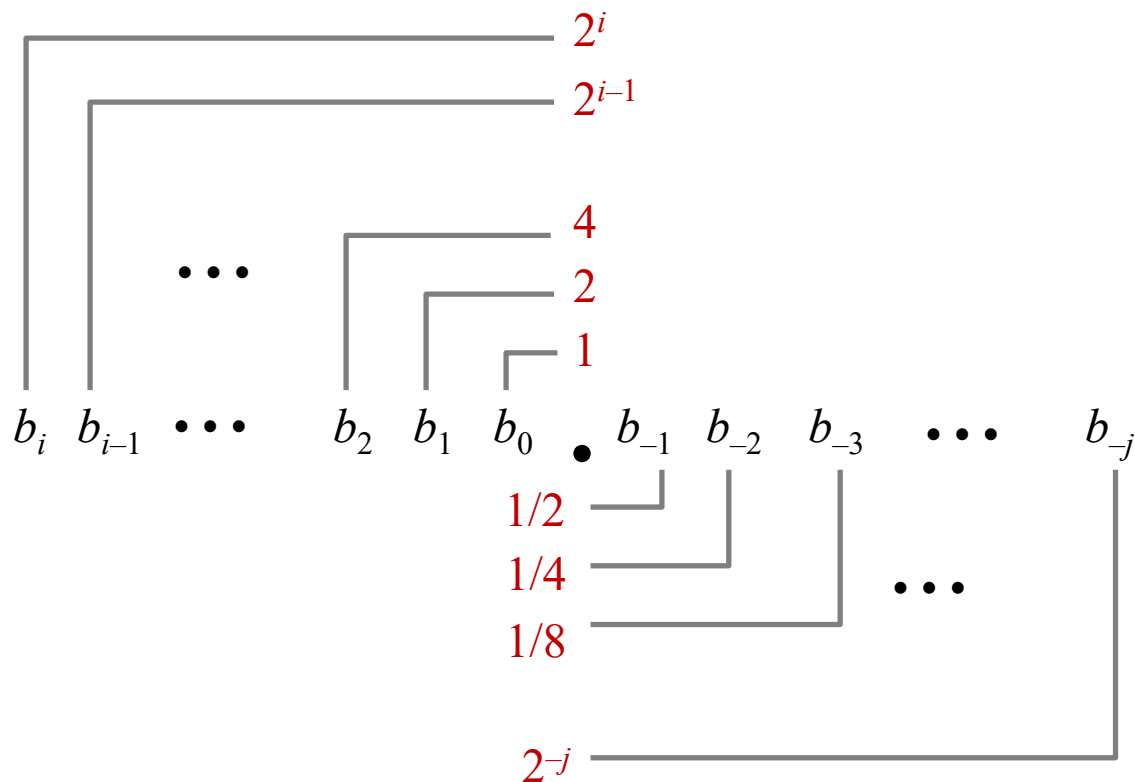 2^i
2^{i–1}
4
2
1
b_i b_{i–1} ••• b_2 b_1 b_0 . b_{–1} b_{–2} b_{–3} ••• b_{–j}
1/2
1/4
1/8
2^{–j}